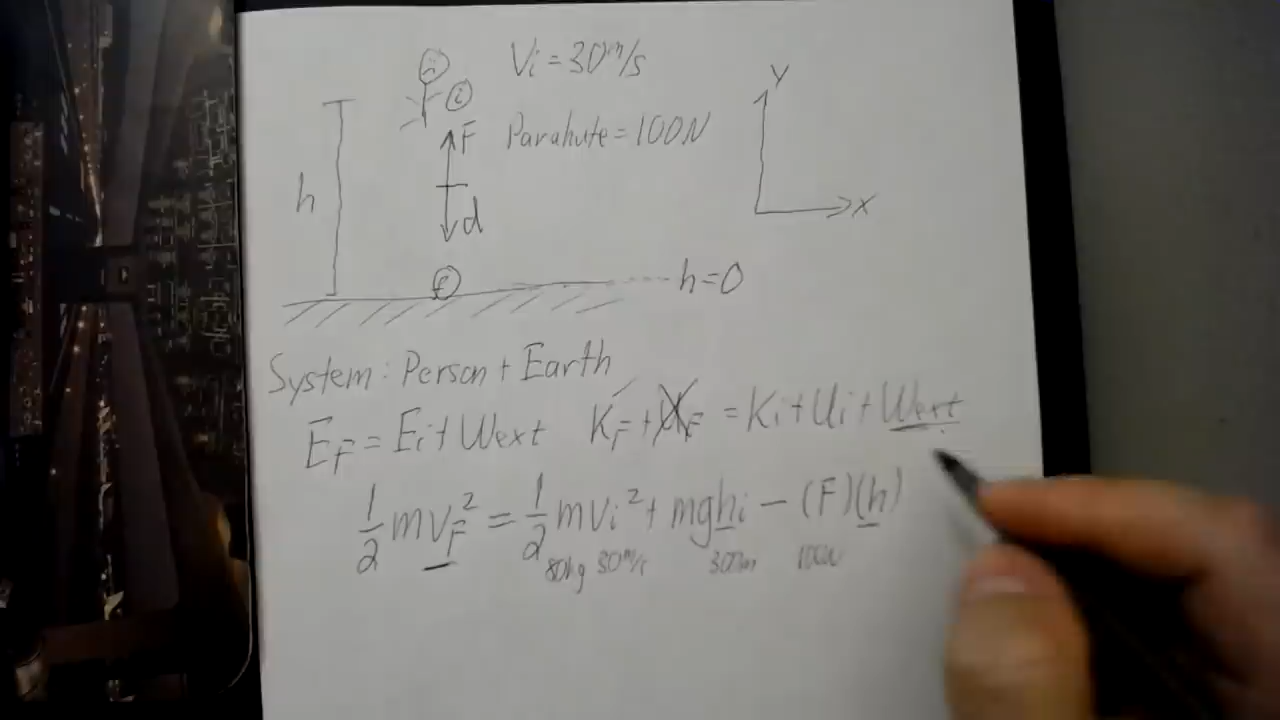 Vi = 30 m/s
Y
F
Parahute = 100N
h
X
d
h=0
System: Person + Earth
EF = Ei + Wext KF + UF = Ki + Ui + Wext
1/2 mvF² = 1/2 mvi² + mghi − (F)(h)
80kg 30m/s 300m 100N